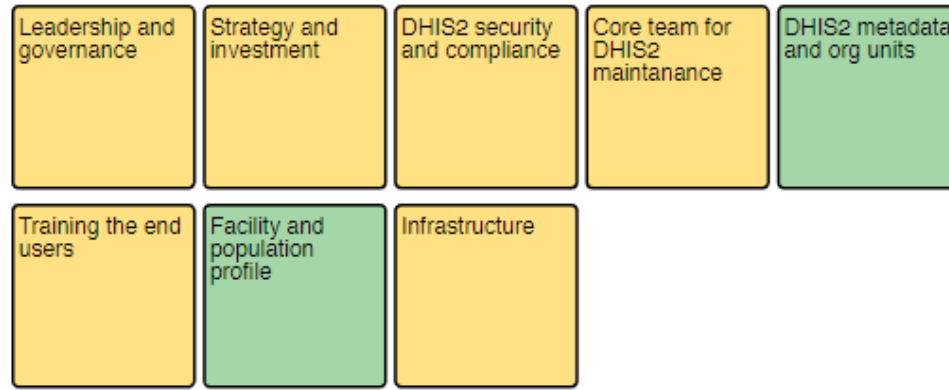 Leadership and
governance
Strategy and
investment
DHIS2 security
and compliance
Core team for
DHIS2
maintanance
DHIS2 metadata
and org units
Training the end
users
Facility and
population
profile
Infrastructure